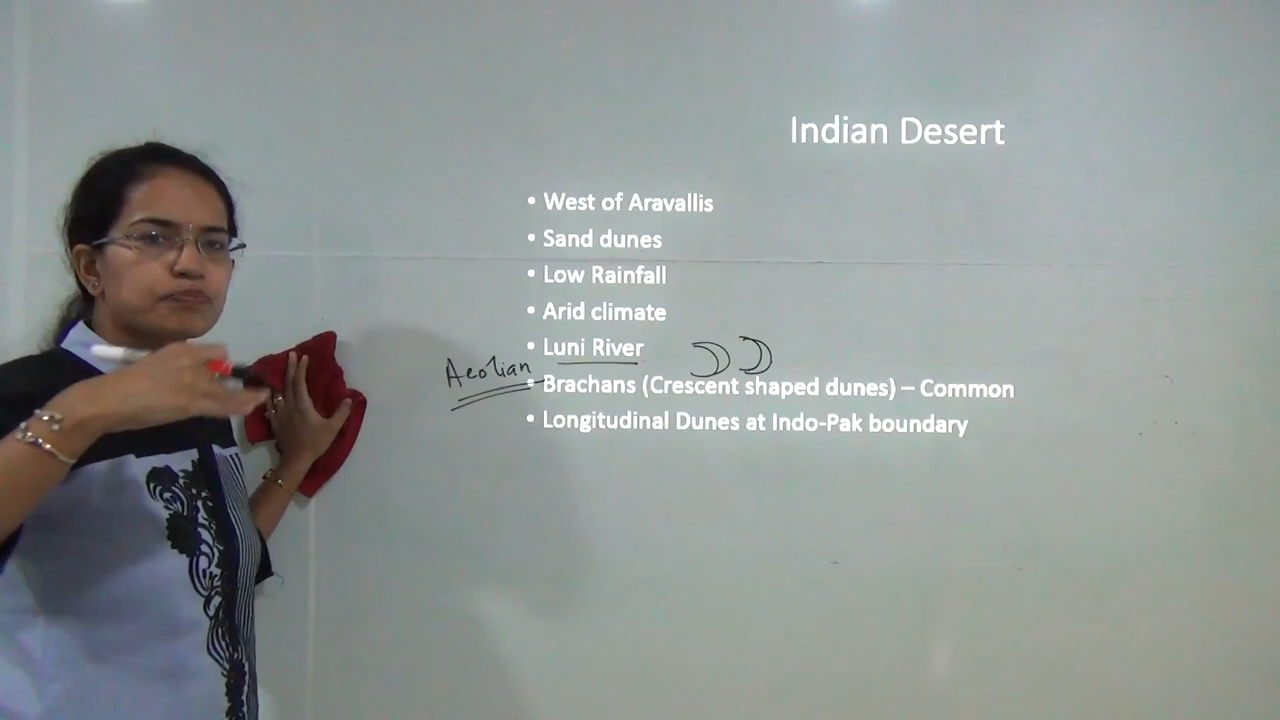 Indian Desert
• West of Aravallis
• Sand dunes
• Low Rainfall
• Arid climate
• Luni River
Aeolian
• Brachans (Crescent shaped dunes) – Common
• Longitudinal Dunes at Indo-Pak boundary